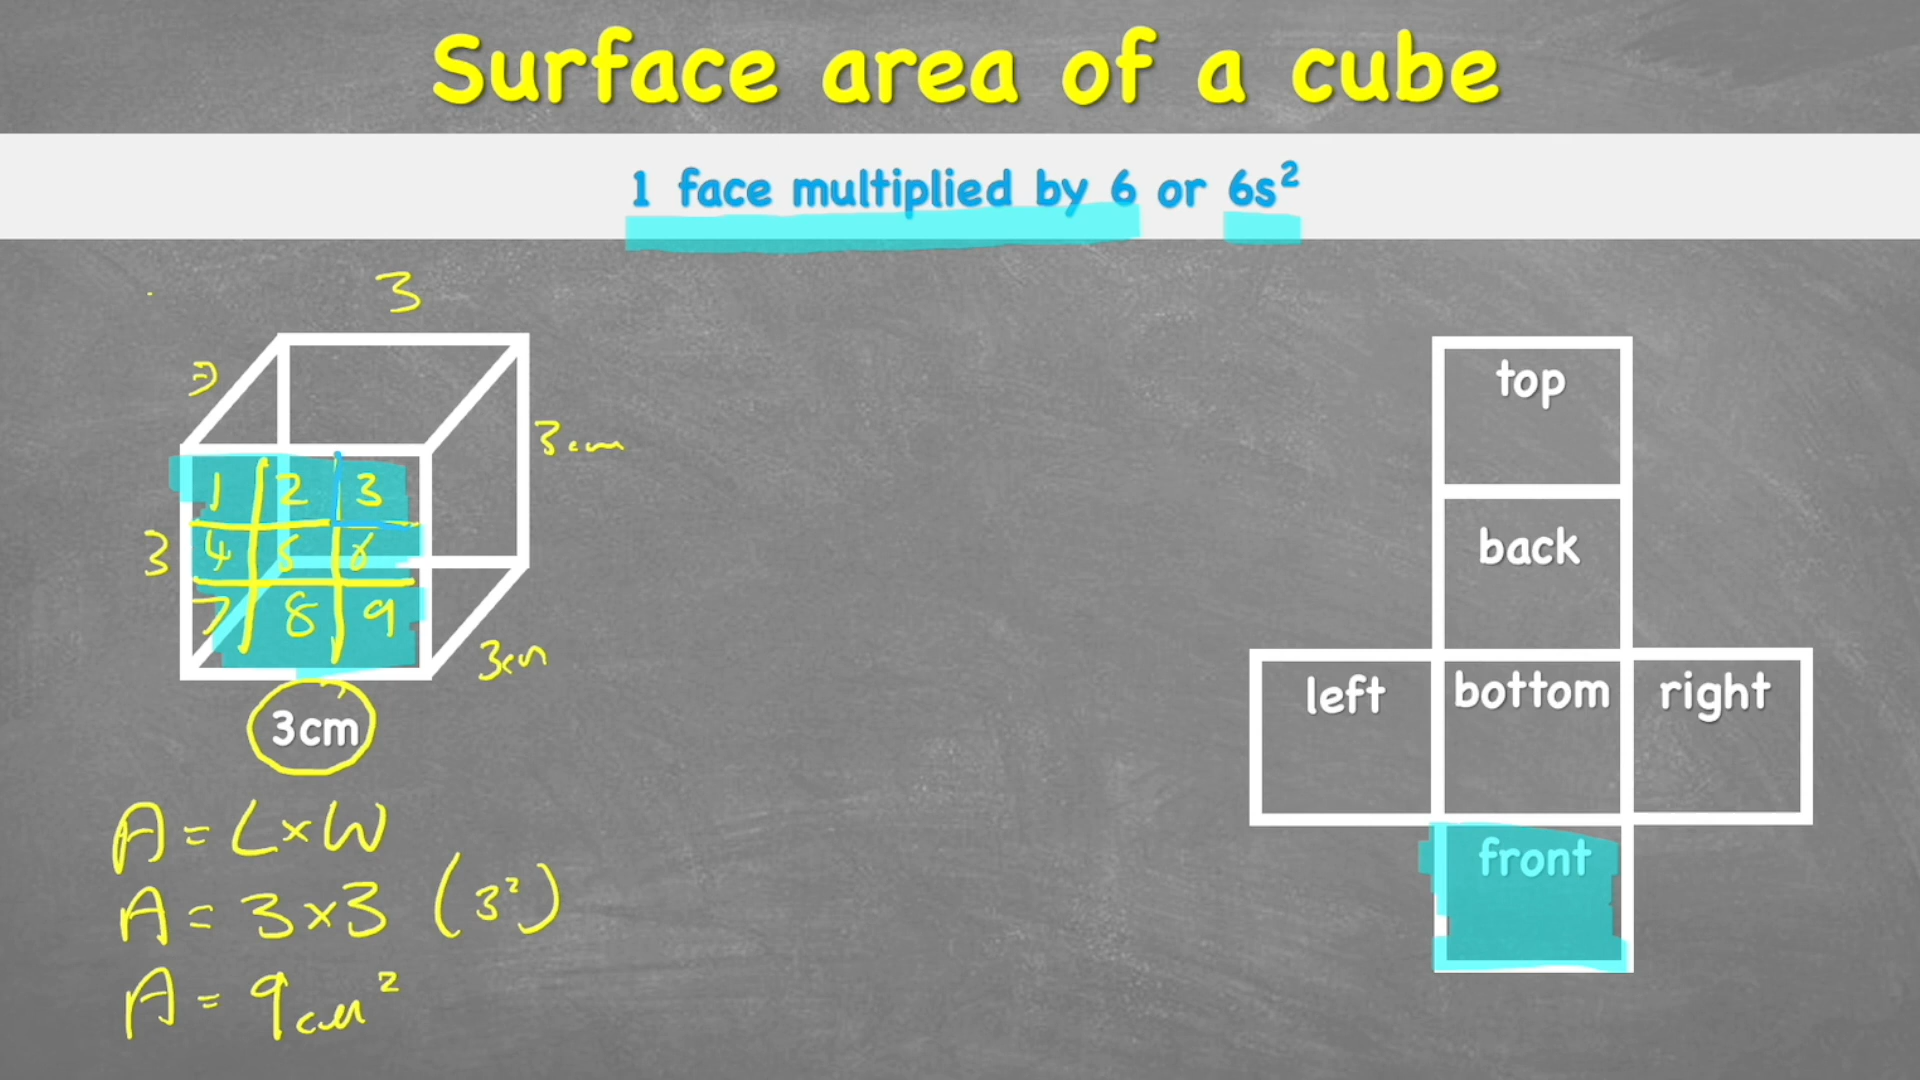 Surface area of a cube
1 face multiplied by 6 or 6s²
3
3cm
1 2 3
3 4 5 6
7 8 9
3cm
3cm
A = L×W
A = 3×3 (3²)
A = 9cm²
top
back
left bottom right
front